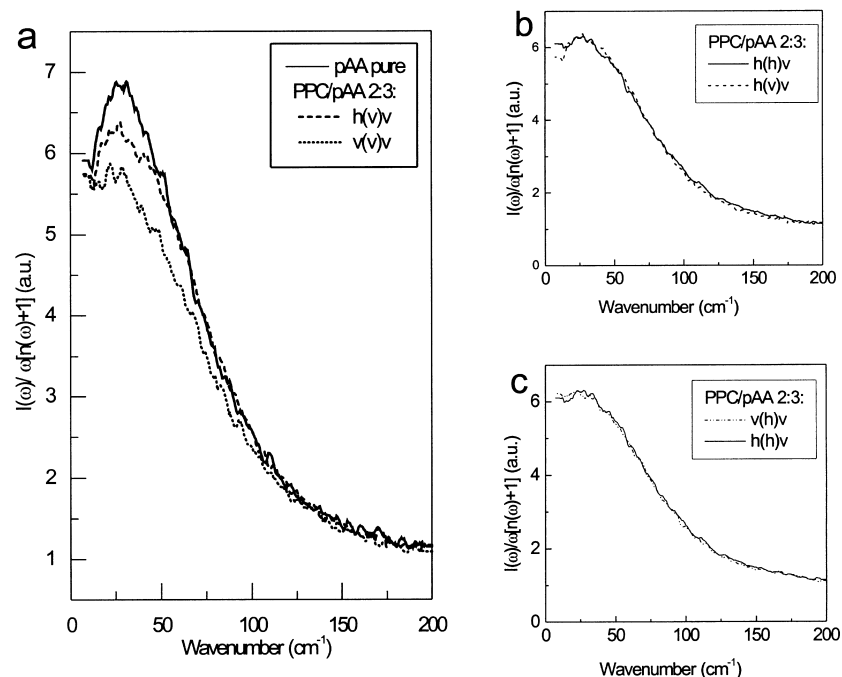 a
pAA pure
PPC/pAA 2:3:
h(v)v
v(v)v
7
6
5
4
3
2
1
0 50 100 150 200
Wavenumber (cm-1)
I(ω)/ ω[n(ω)+1] (a.u.)
b
PPC/pAA 2:3:
h(h)v
h(v)v
6
4
2
0
0 50 100 150 200
Wavenumber (cm-1)
I(ω)/ω[n(ω)+1] (a.u.)
c
PPC/pAA 2:3:
v(h)v
h(h)v
6
4
2
0
0 50 100 150 200
Wavenumber (cm-1)
I(ω)/ω[n(ω)+1] (a.u.)